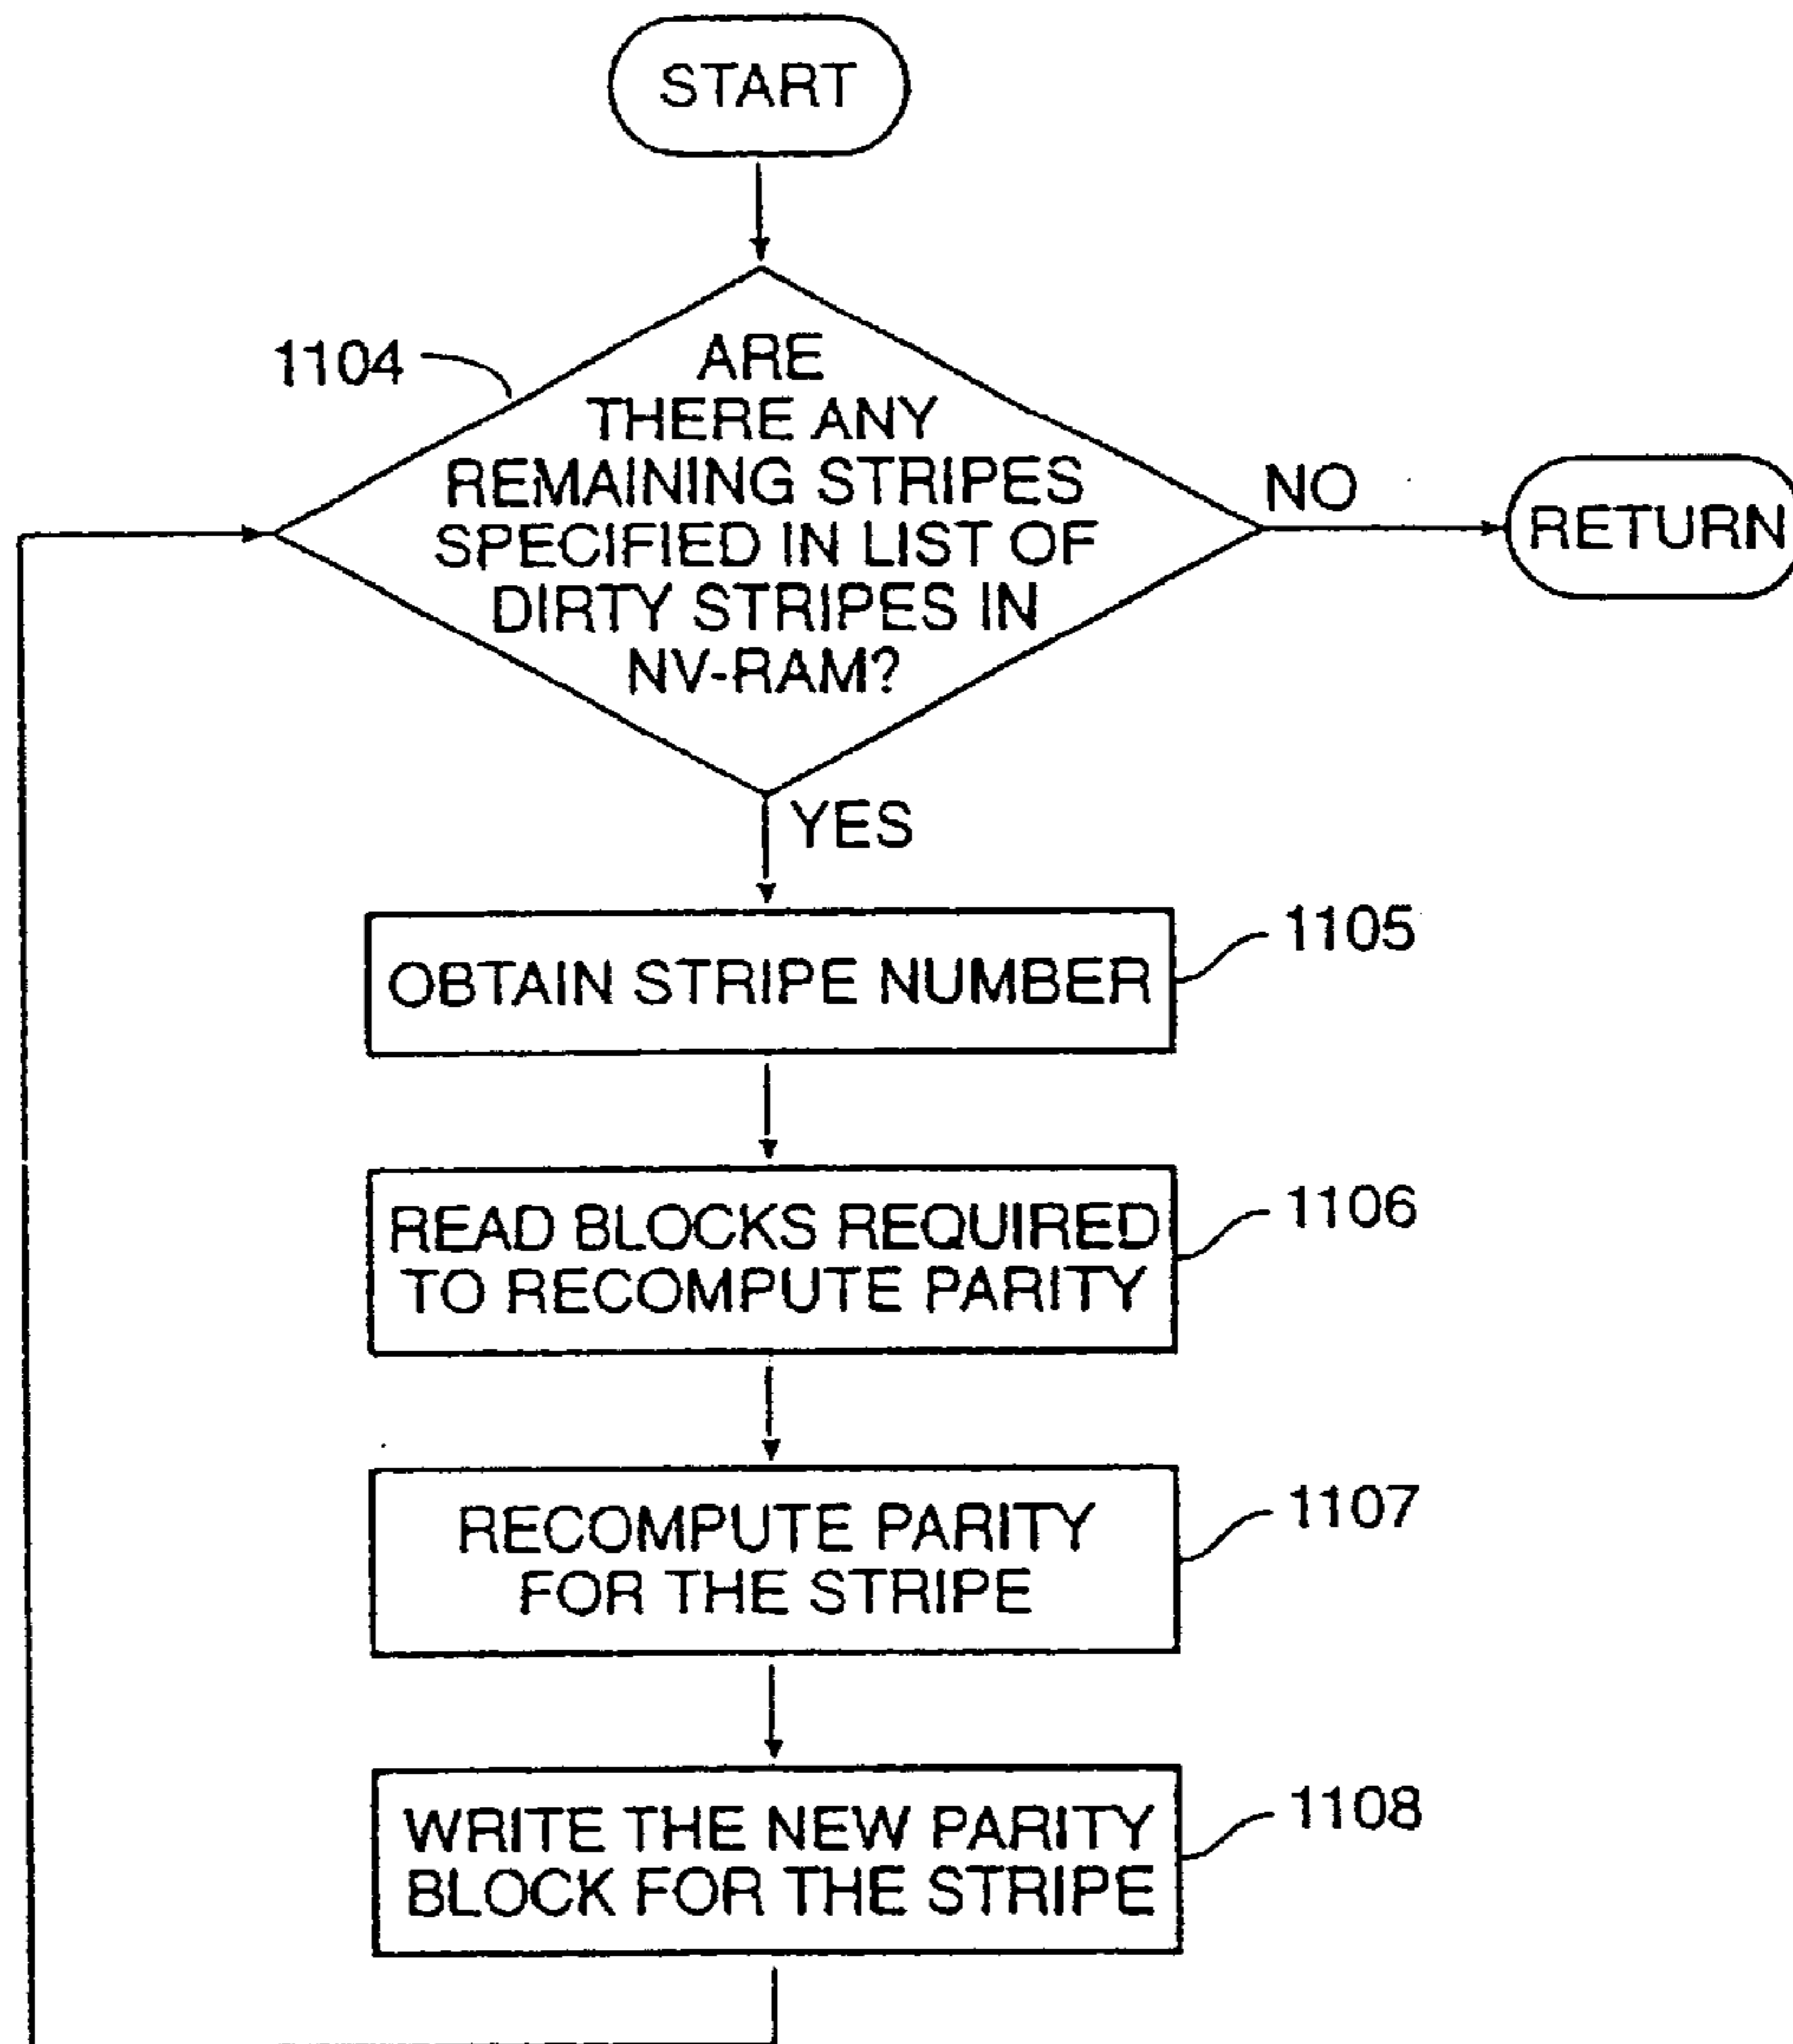 START
1104
ARE
THERE ANY
REMAINING STRIPES
SPECIFIED IN LIST OF
DIRTY STRIPES IN
NV-RAM?
NO
RETURN
YES
OBTAIN STRIPE NUMBER
1105
READ BLOCKS REQUIRED
TO RECOMPUTE PARITY
1106
RECOMPUTE PARITY
FOR THE STRIPE
1107
WRITE THE NEW PARITY
BLOCK FOR THE STRIPE
1108